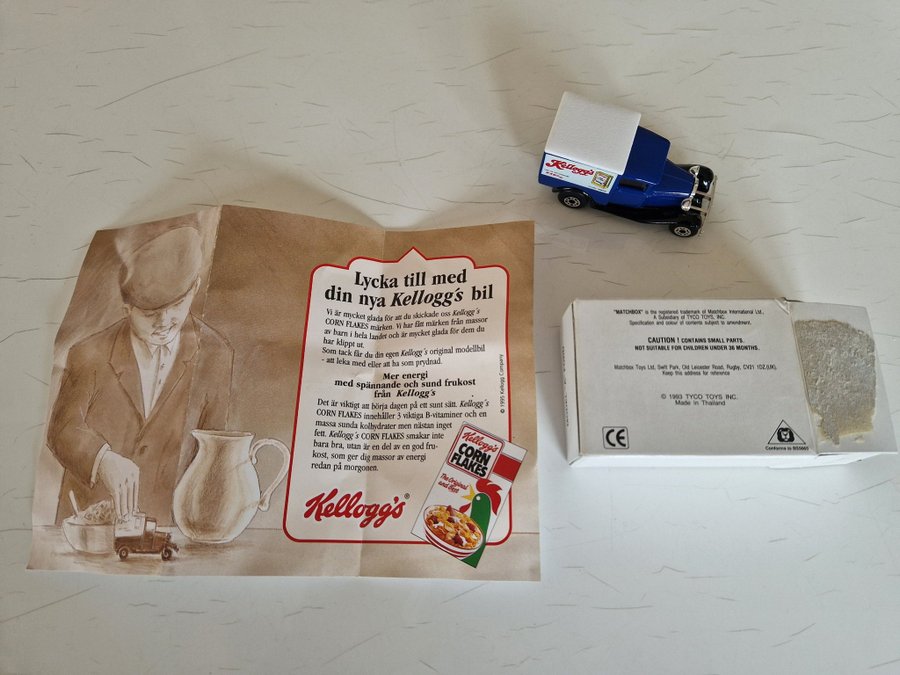 Kellogg's
Lycka till med
din nya Kellogg's bil
Vi är mycket glada för att du skickade oss Kellogg's
CORN FLAKES märken. Vi har fått märken från massor
av barn i hela landet och är mycket glada för dem du
har klippt ut.
Som tack får du din egen Kellogg's original modellbil
- att leka med eller att ha som prydnad.
Mer energi
med spännande och sund frukost
från Kellogg's
Det är viktigt att börja dagen på ett sunt sätt. Kellogg's
CORN FLAKES innehåller 3 viktiga B-vitaminer och en
massa sunda kolhydrater men nästan inget
fett. Kellogg's CORN FLAKES smakar inte
bara bra, utan är en del av en god fru-
kost, som ger dig massor av energi
redan på morgonen.
Kellogg's®
© 1995 Kellogg Company
Kellogg's
CORN
FLAKES
The Original
and Best
"MATCHBOX" is the registered trademark of Matchbox International Ltd.,
A Subsidiary of TYCO TOYS, INC.
Specification and colour of contents subject to amendment.
CAUTION ! CONTAINS SMALL PARTS.
NOT SUITABLE FOR CHILDREN UNDER 36 MONTHS.
Matchbox Toys Ltd, Swift Park, Old Leicester Road, Rugby, CV21 1DZ.(UK).
Keep this address for reference
© 1993 TYCO TOYS INC.
Made in Thailand
CE
Conforms to BS5665